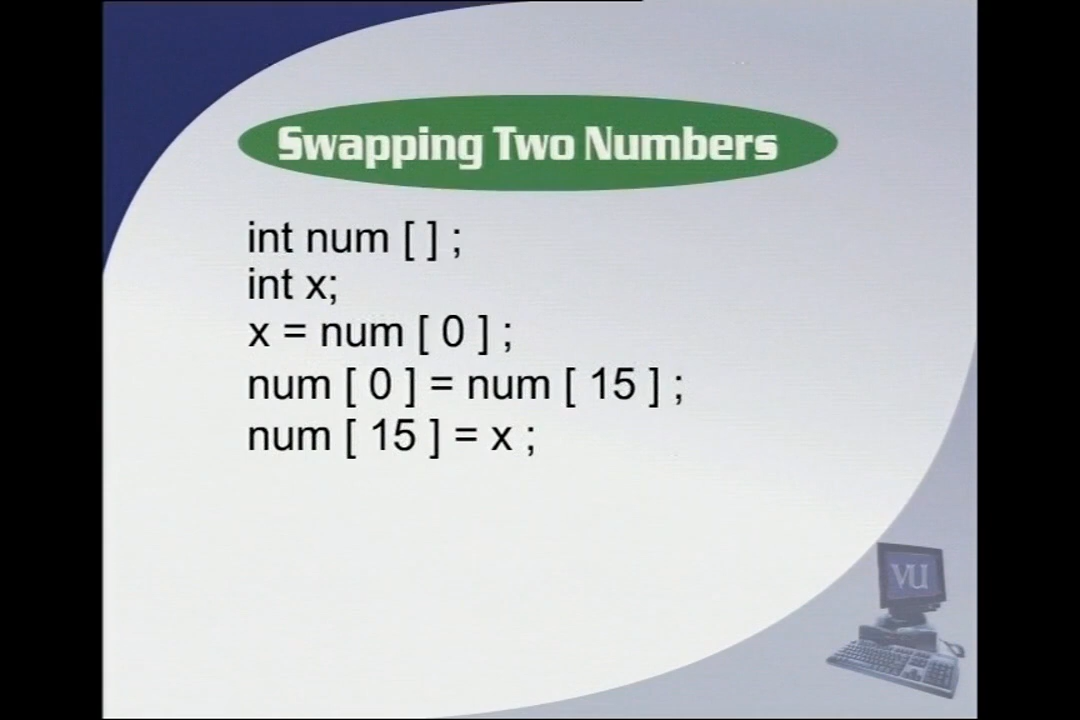 Swapping Two Numbers
int num [ ] ;
int x;
x = num [ 0 ] ;
num [ 0 ] = num [ 15 ] ;
num [ 15 ] = x ;
VU